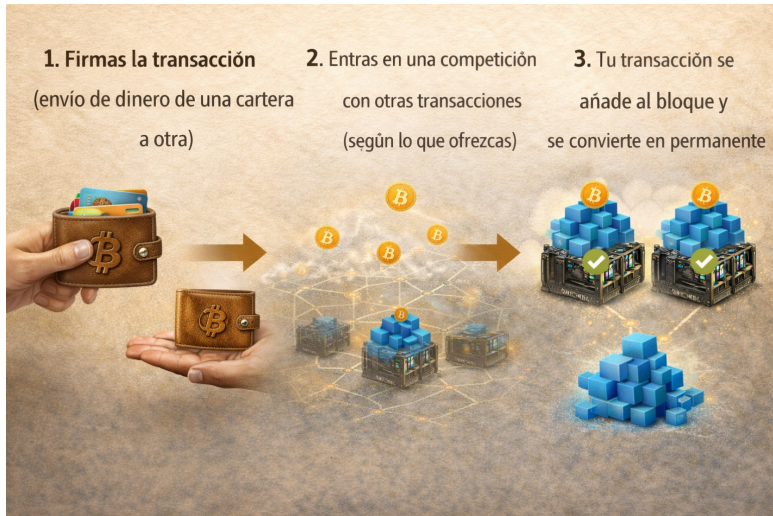 1. Firmas la transacción
(envío de dinero de una cartera
a otra)
2. Entras en una competición
con otras transacciones
(según lo que ofrezcas)
3. Tu transacción se
añade al bloque y
se convierte en permanente